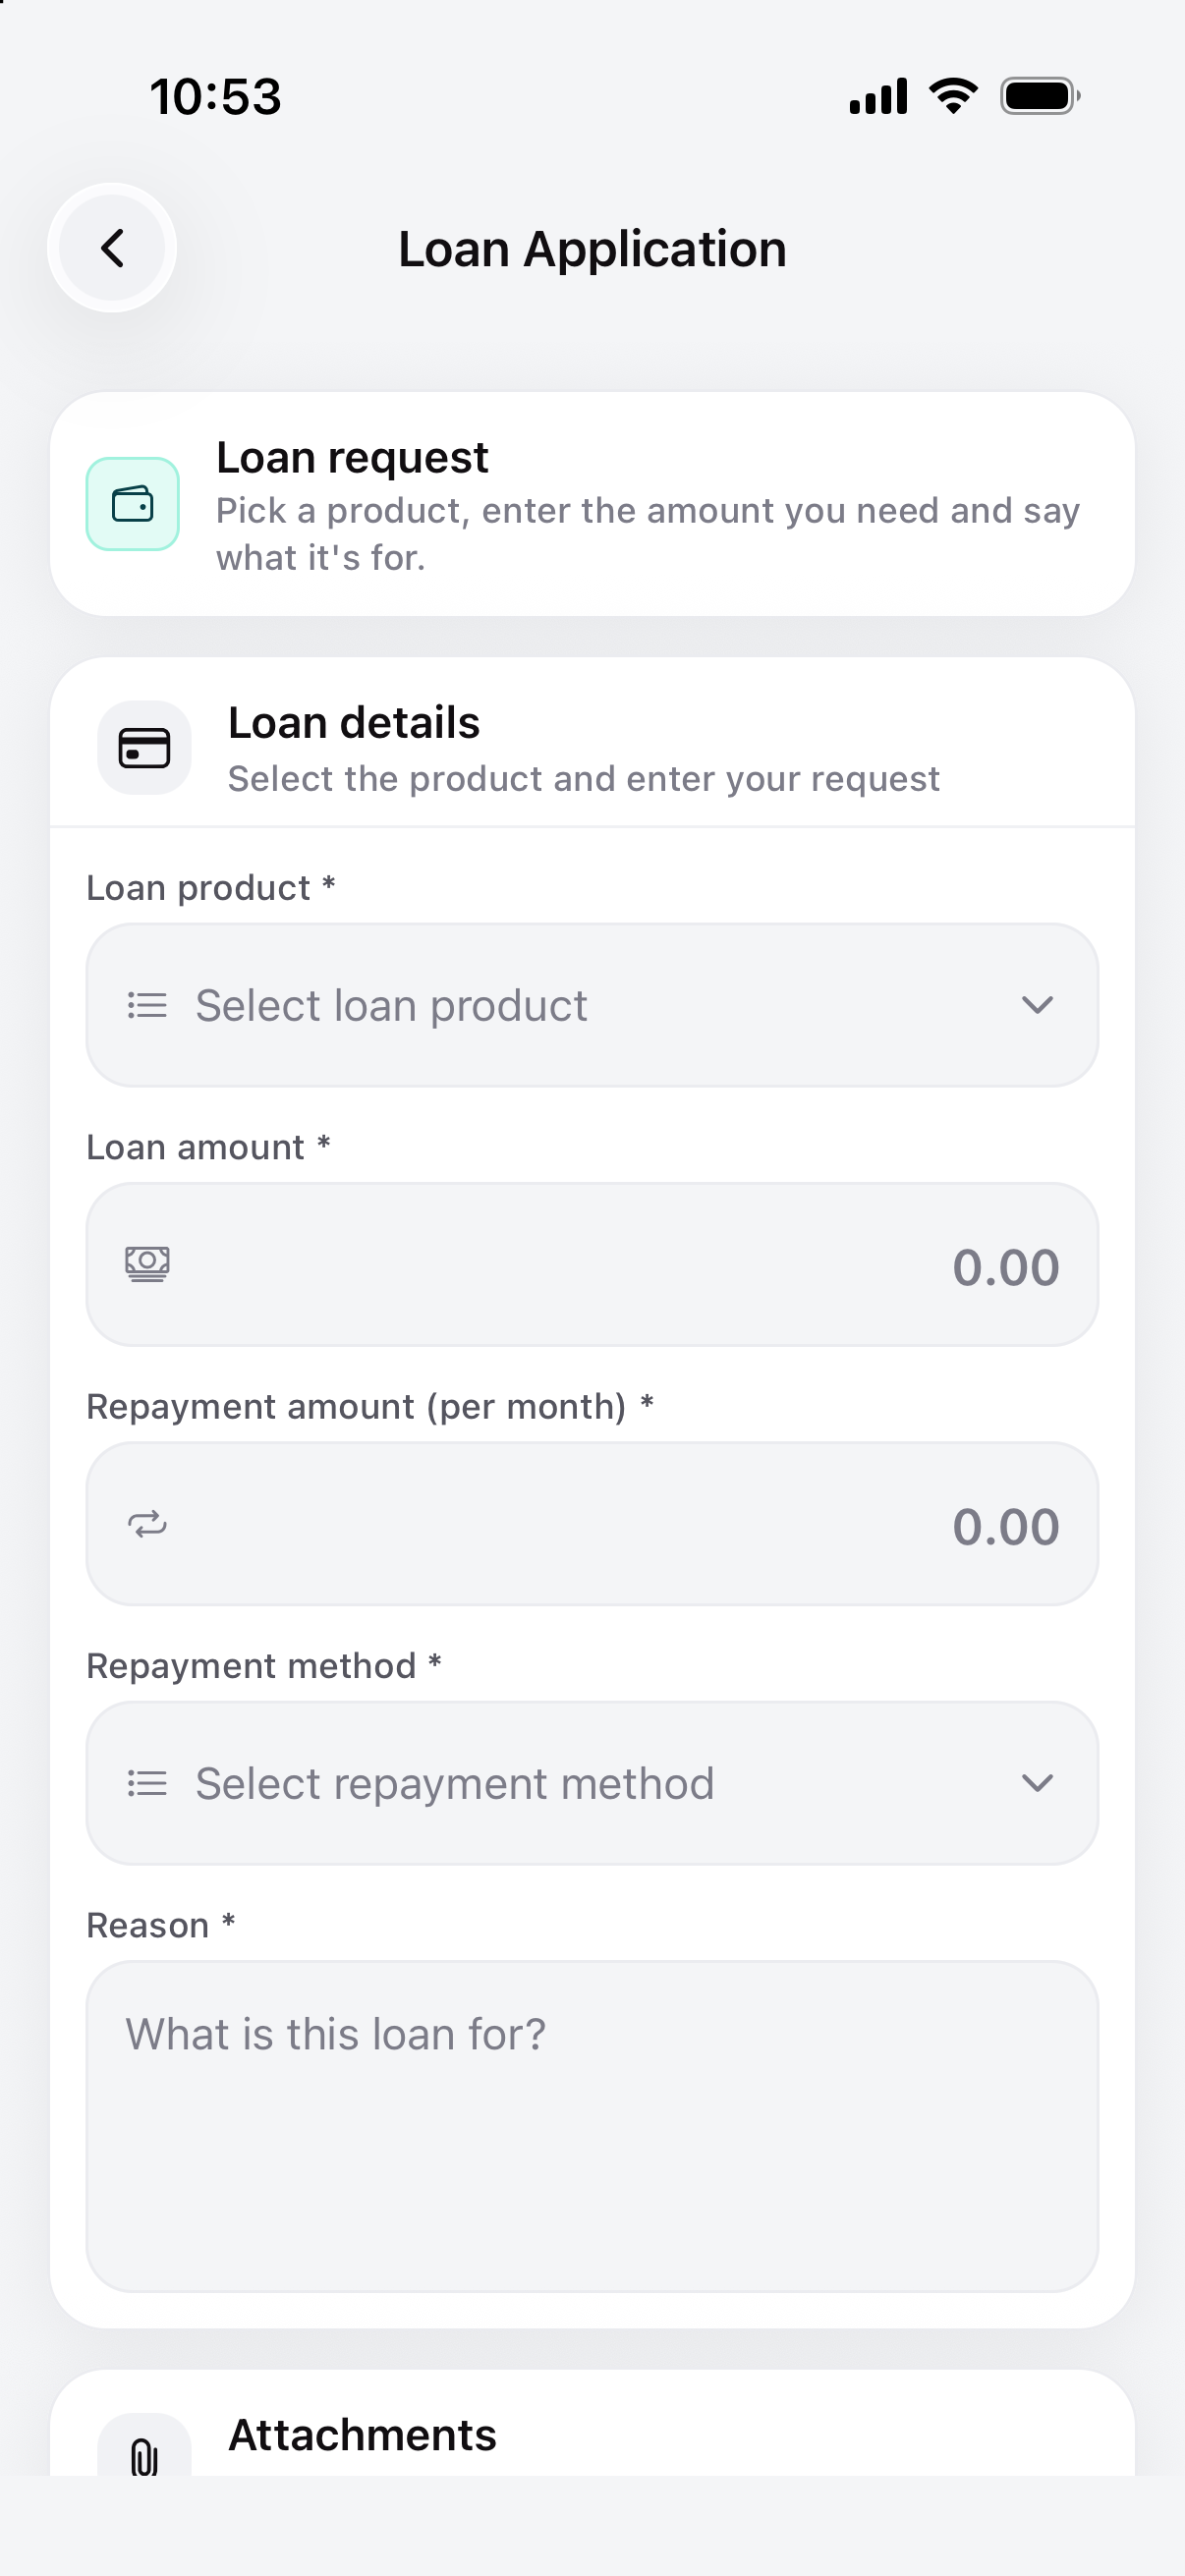 10:53
Loan Application
Loan request
Pick a product, enter the amount you need and say
what it's for.
Loan details
Select the product and enter your request
Loan product *
Select loan product
Loan amount *
0.00
Repayment amount (per month) *
0.00
Repayment method *
Select repayment method
Reason *
What is this loan for?
Attachments